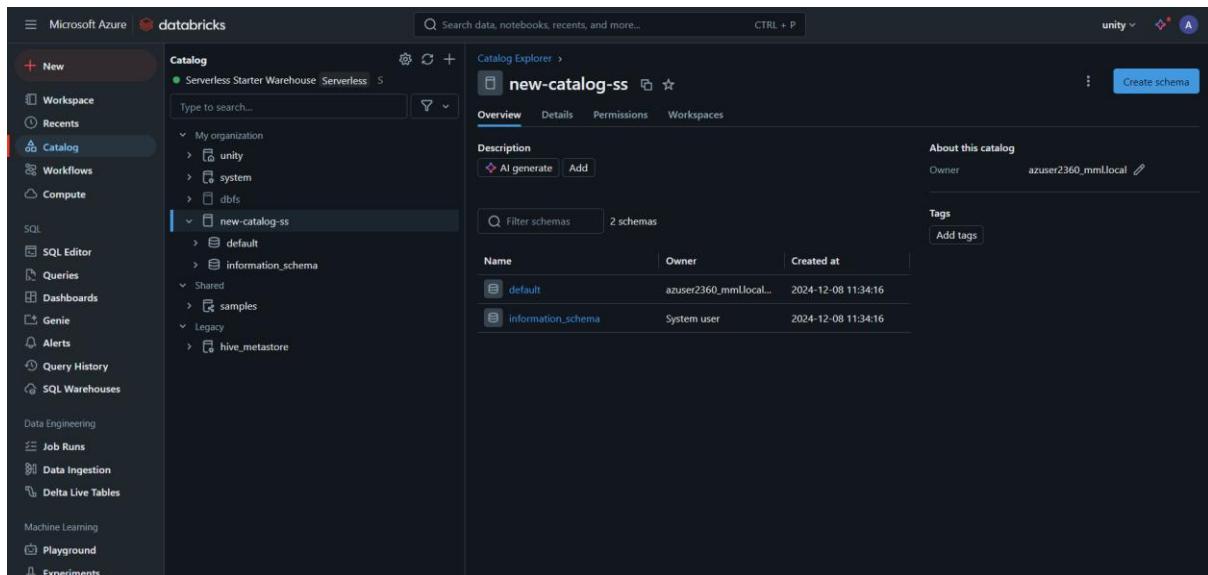 Microsoft Azure databricks Search data, notebooks, recents, and more... CTRL + P unity A
New
Workspace
Recents
Catalog
Workflows
Compute
SQL
SQL Editor
Queries
Dashboards
Genie
Alerts
Query History
SQL Warehouses
Data Engineering
Job Runs
Data Ingestion
Delta Live Tables
Machine Learning
Playground
Experiments
Catalog
Serverless Starter Warehouse Serverless S
Type to search...
My organization
unity
system
dbfs
new-catalog-ss
default
information_schema
Shared
samples
Legacy
hive_metastore
Catalog Explorer
new-catalog-ss
Create schema
Overview Details Permissions Workspaces
Description
AI generate Add
Filter schemas 2 schemas
Name Owner Created at
default azuser2360_mml.local... 2024-12-08 11:34:16
information_schema System user 2024-12-08 11:34:16
About this catalog
Owner azuser2360_mml.local
Tags
Add tags